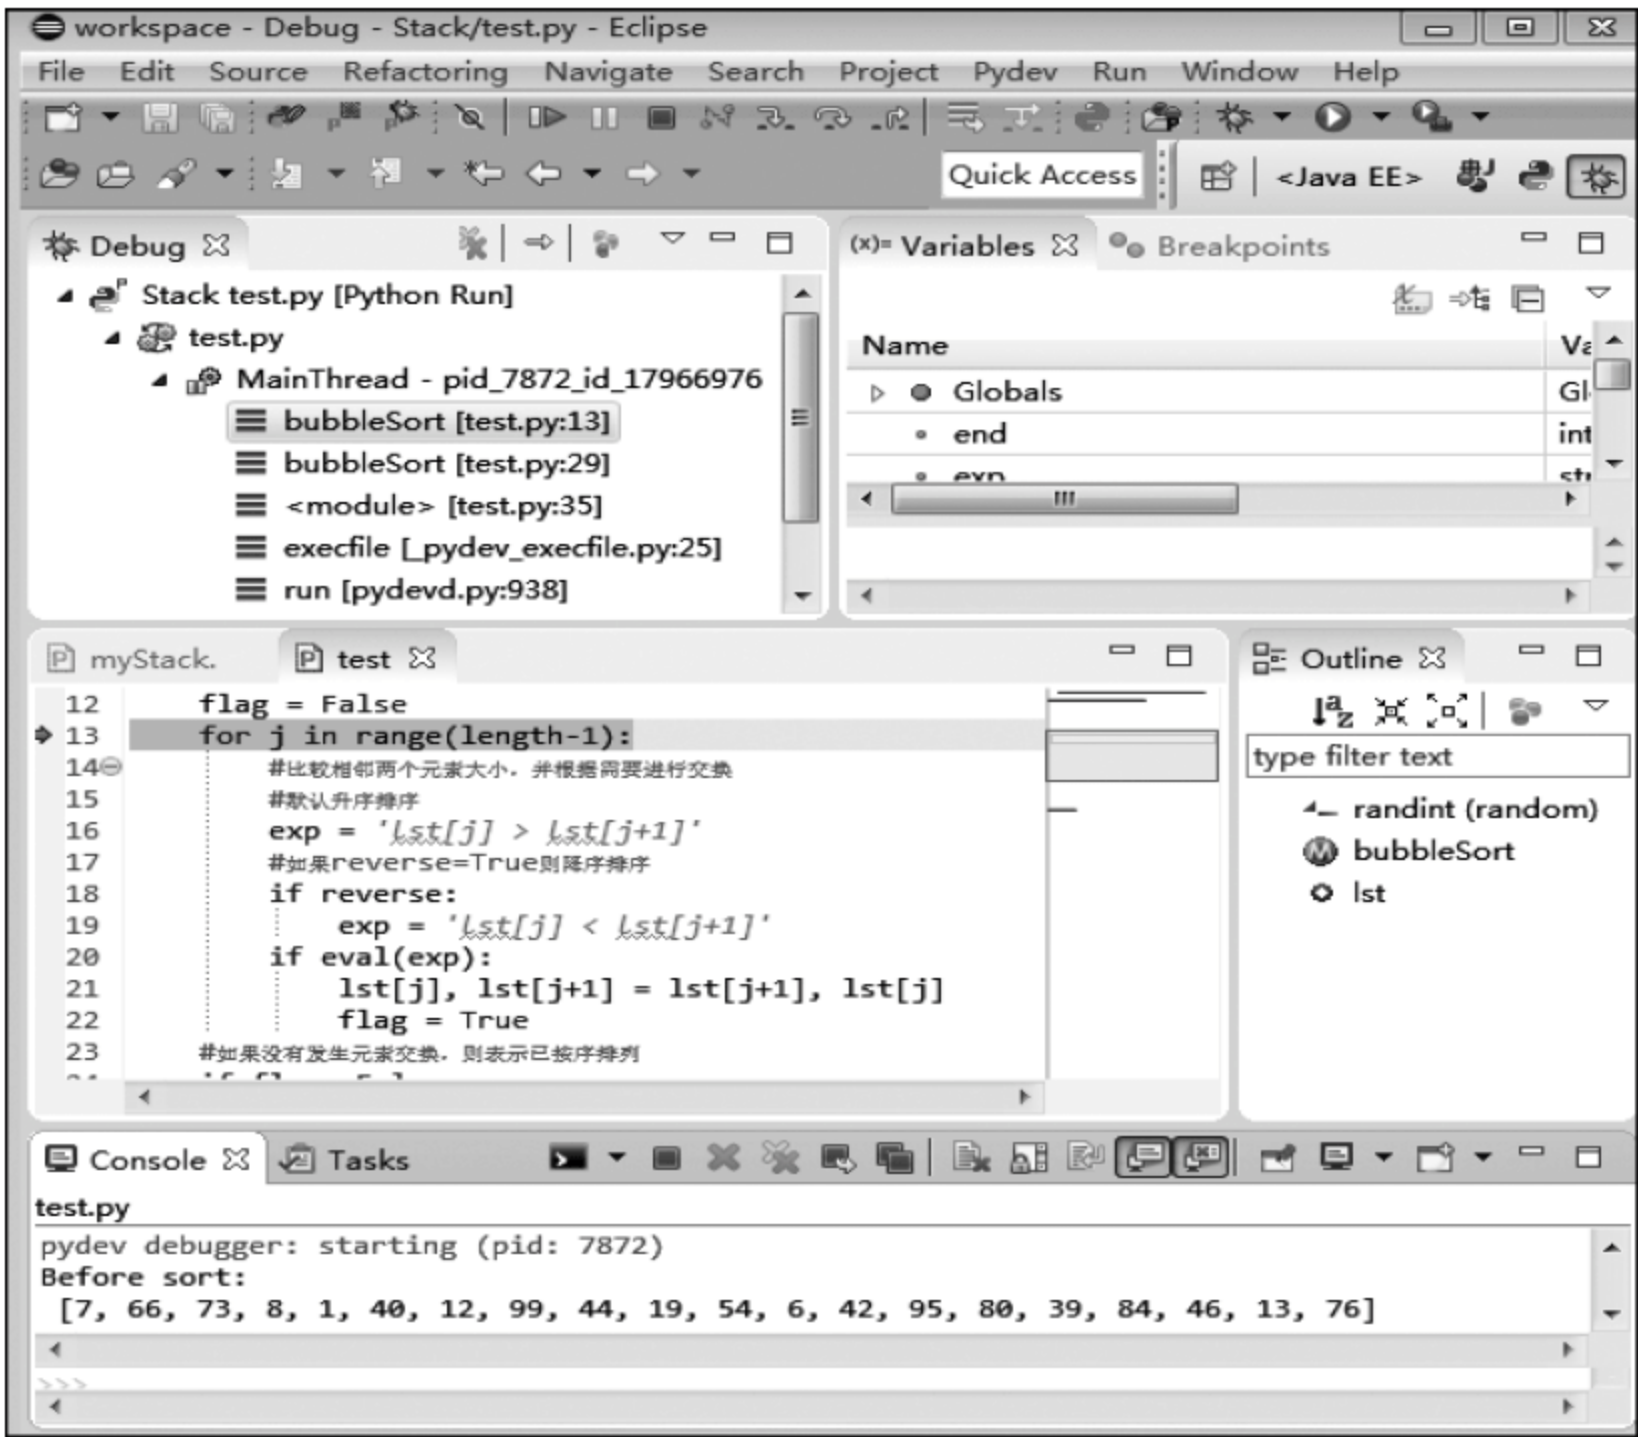 workspace - Debug - Stack/test.py - Eclipse
File Edit Source Refactoring Navigate Search Project Pydev Run Window Help
Quick Access <Java EE>
Debug
Stack test.py [Python Run]
test.py
MainThread - pid_7872_id_17966976
bubbleSort [test.py:13]
bubbleSort [test.py:29]
<module> [test.py:35]
execfile [_pydev_execfile.py:25]
run [pydevd.py:938]
(x)= Variables Breakpoints
Name Va
Globals Gl
end int
exp str
myStack. test
12 flag = False
13 for j in range(length-1):
14 #比较相邻两个元素大小，并根据需要进行交换
15 #默认升序排序
16 exp = 'lst[j] > lst[j+1]'
17 #如果reverse=True则降序排序
18 if reverse:
19 exp = 'lst[j] < lst[j+1]'
20 if eval(exp):
21 lst[j], lst[j+1] = lst[j+1], lst[j]
22 flag = True
23 #如果没有发生元素交换，则表示已按序排列
Outline
type filter text
randint (random)
bubbleSort
lst
Console Tasks
test.py
pydev debugger: starting (pid: 7872)
Before sort:
[7, 66, 73, 8, 1, 40, 12, 99, 44, 19, 54, 6, 42, 95, 80, 39, 84, 46, 13, 76]
>>>